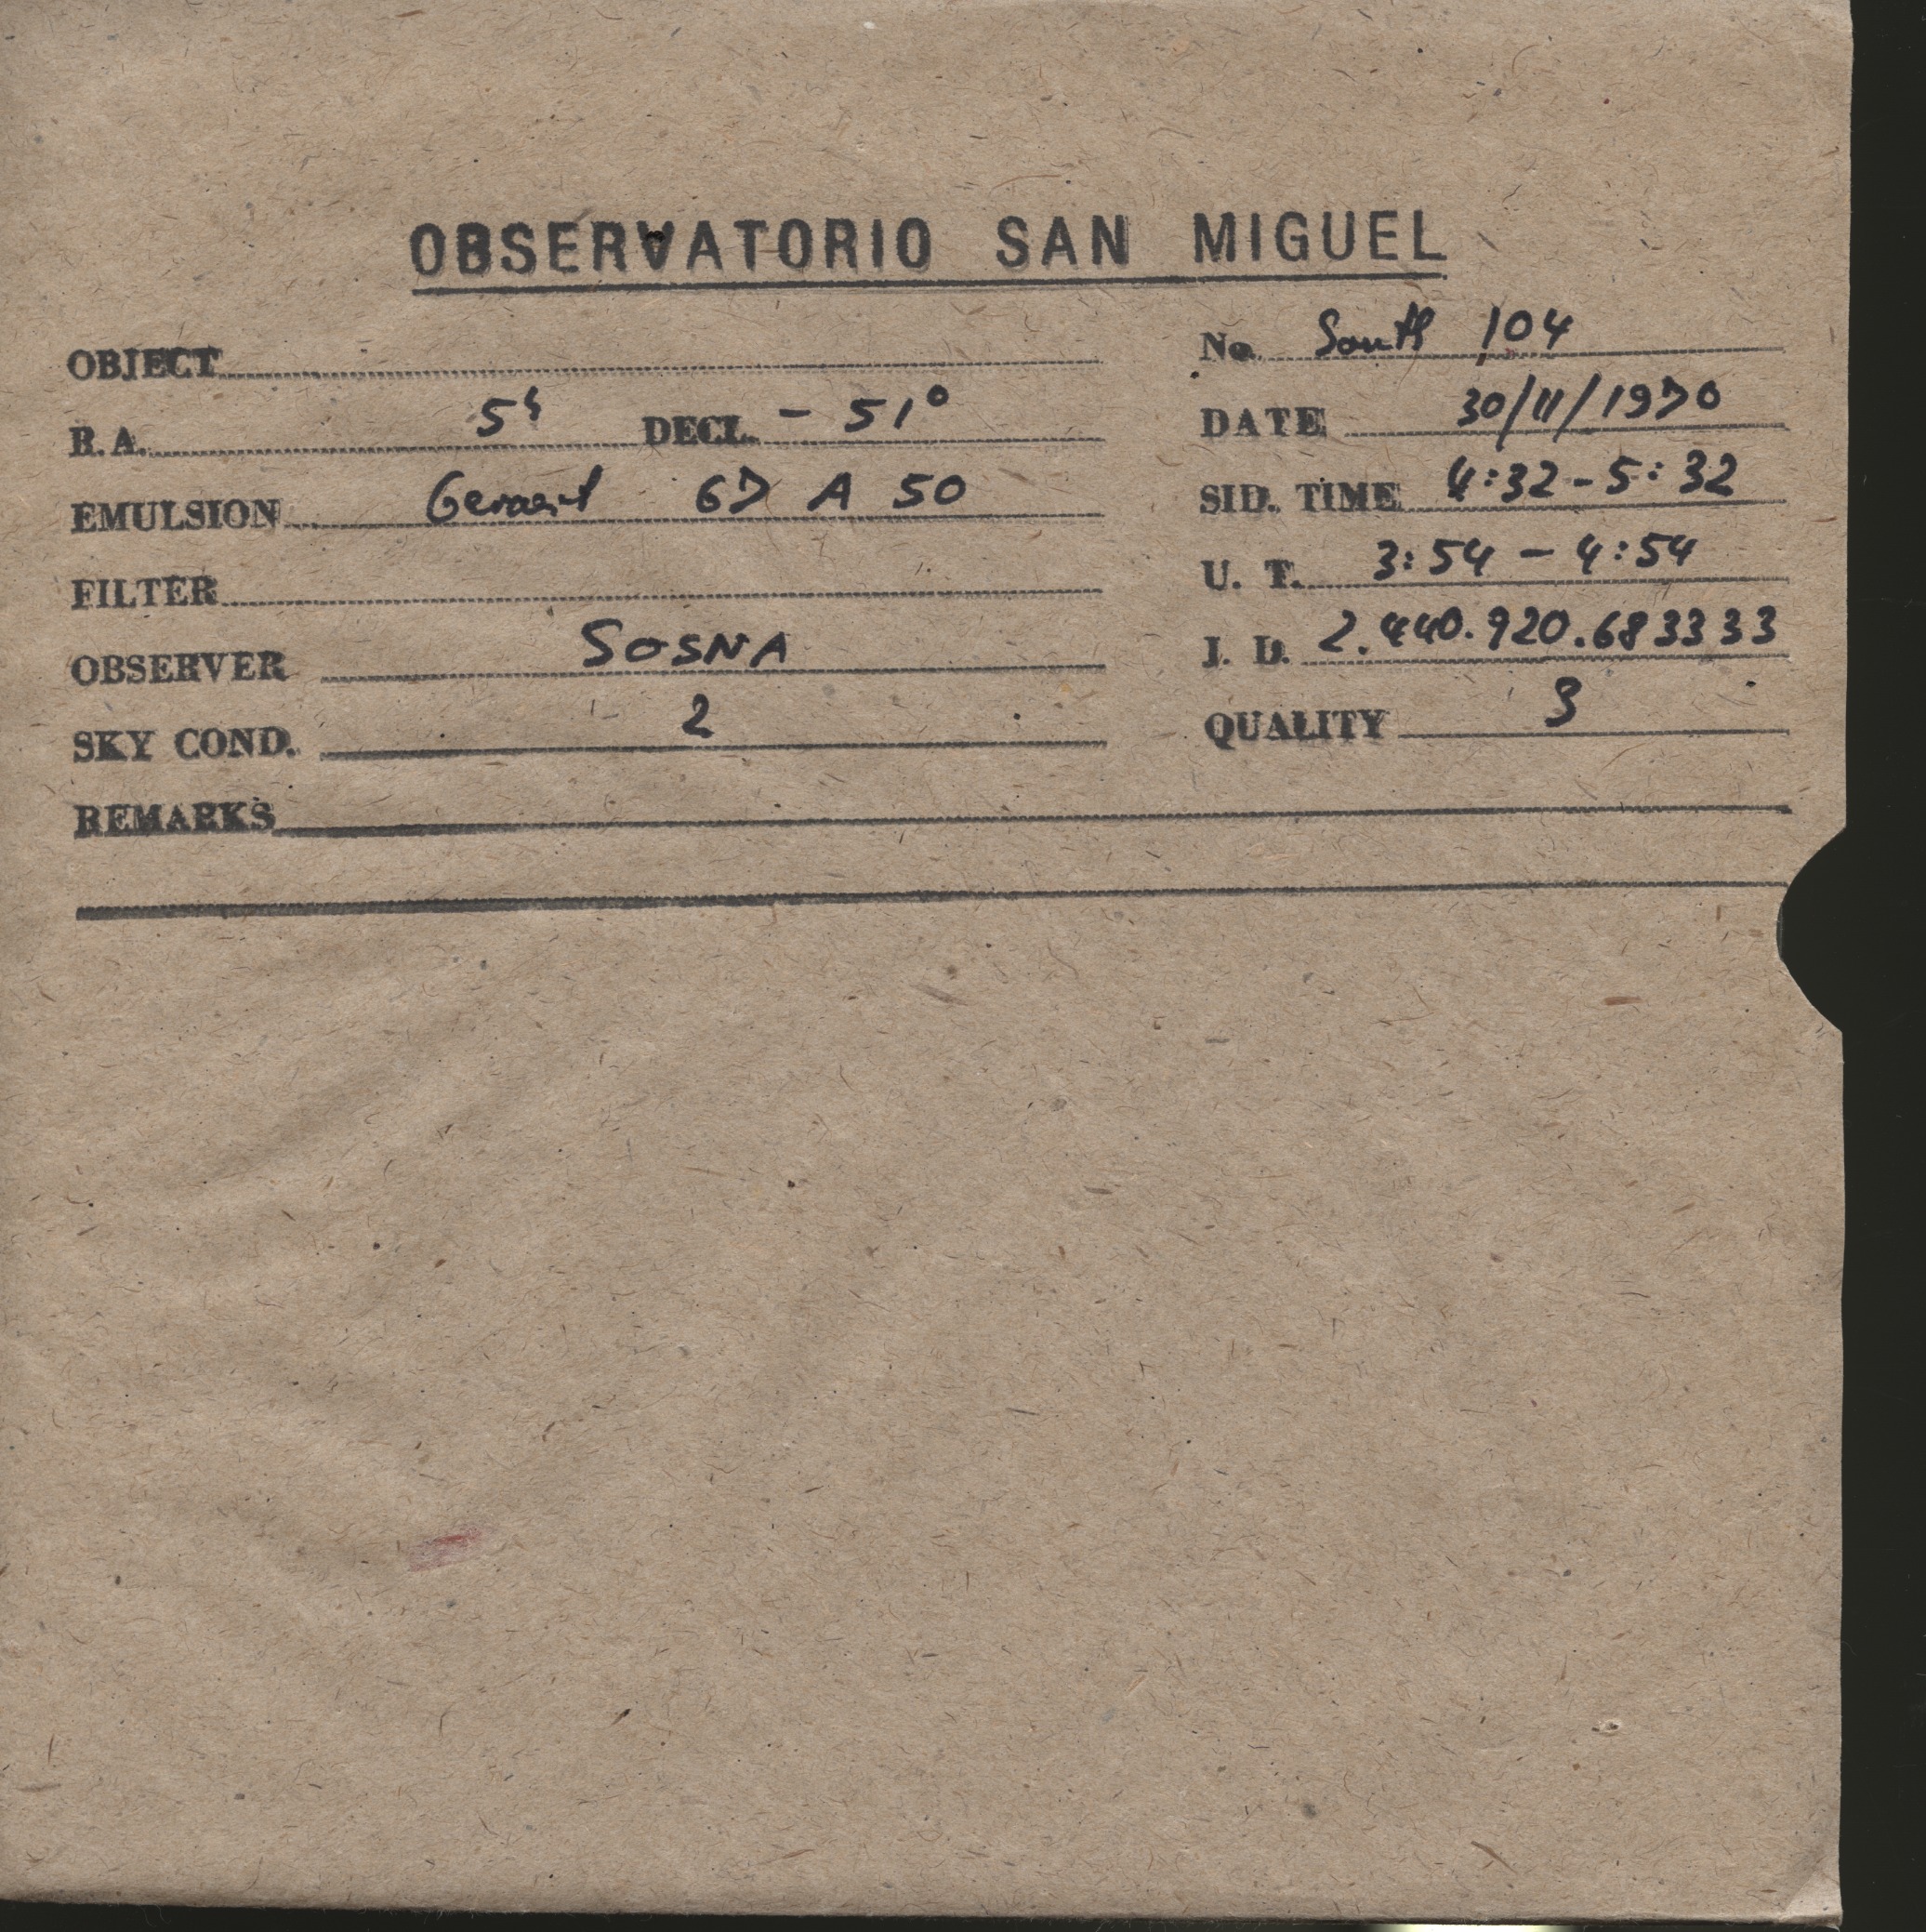 OBSERVATORIO SAN MIGUEL
OBJECT No. South 104
R.A. 5h DECL. - 51° DATE 30/11/1970
EMULSION Gevaert 67 A 50 SID. TIME 4:32-5:32
FILTER U. T. 3:54 - 4:54
OBSERVER SOSNA J. D. 2.440.920.683333
SKY COND. 2 QUALITY 3
REMARKS